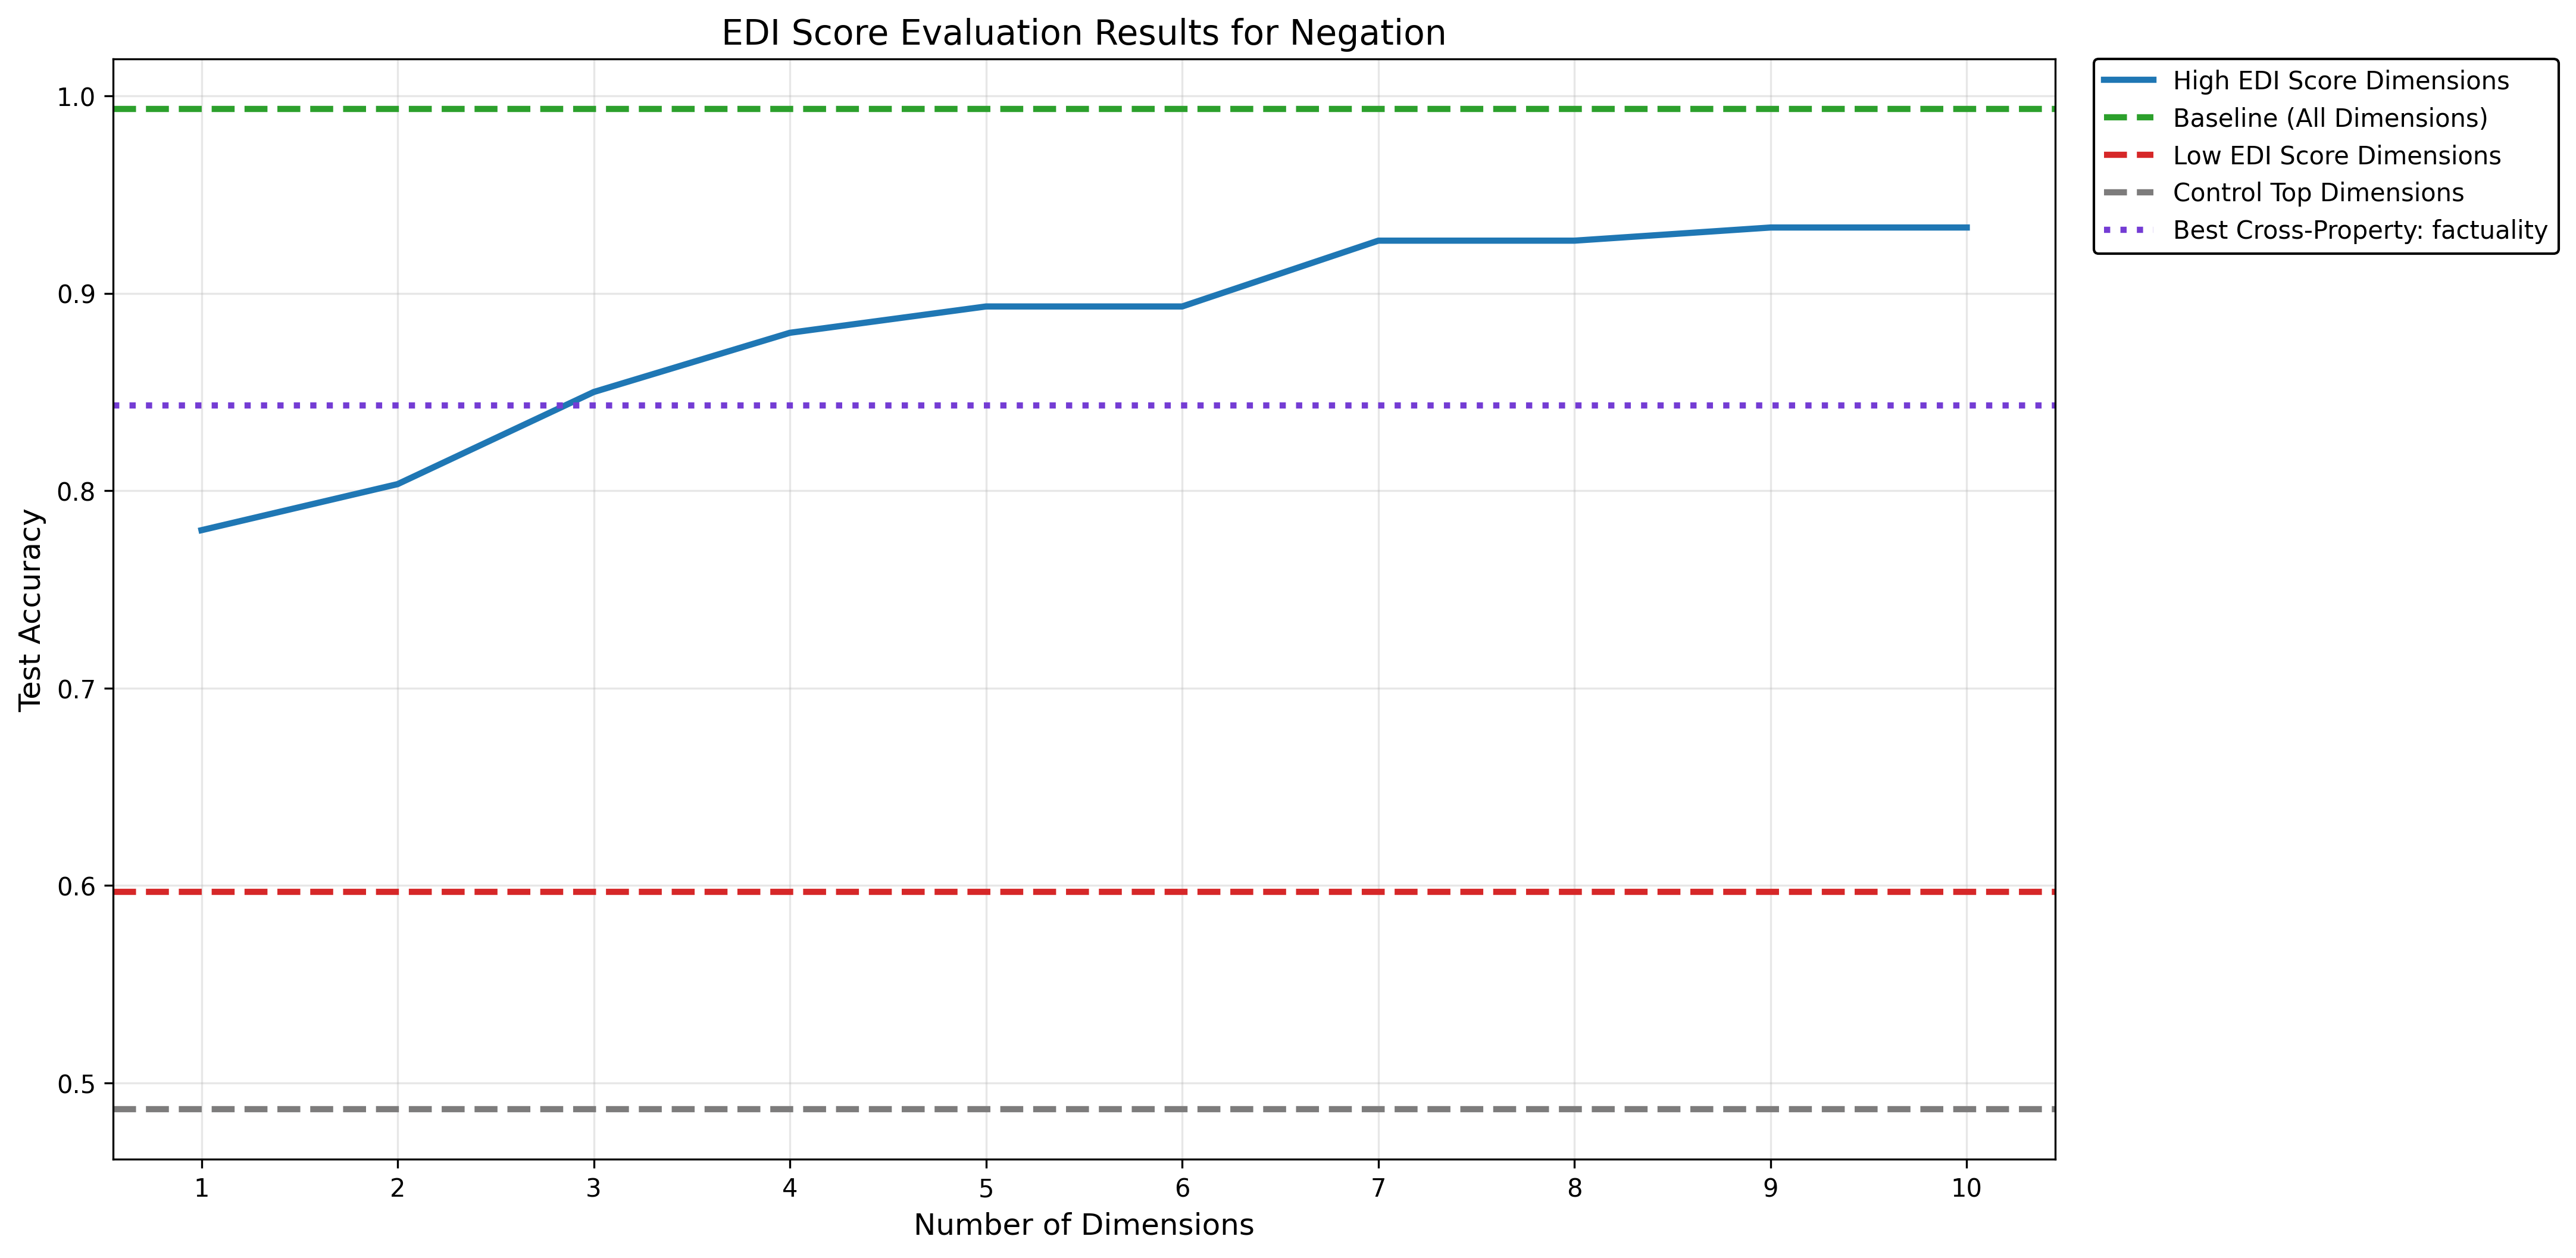 EDI Score Evaluation Results for Negation
High EDI Score Dimensions
Baseline (All Dimensions)
Low EDI Score Dimensions
Control Top Dimensions
Best Cross-Property: factuality
Test Accuracy
1.0
0.9
0.8
0.7
0.6
0.5
1 2 3 4 5 6 7 8 9 10
Number of Dimensions